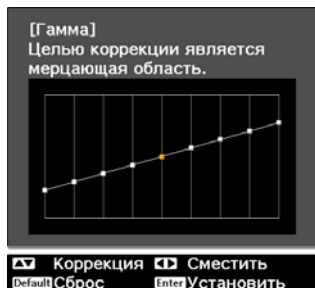 [Гамма]
Целью коррекции является
мерцающая область.
Коррекция Сместить
Default Сброс Enter Установить